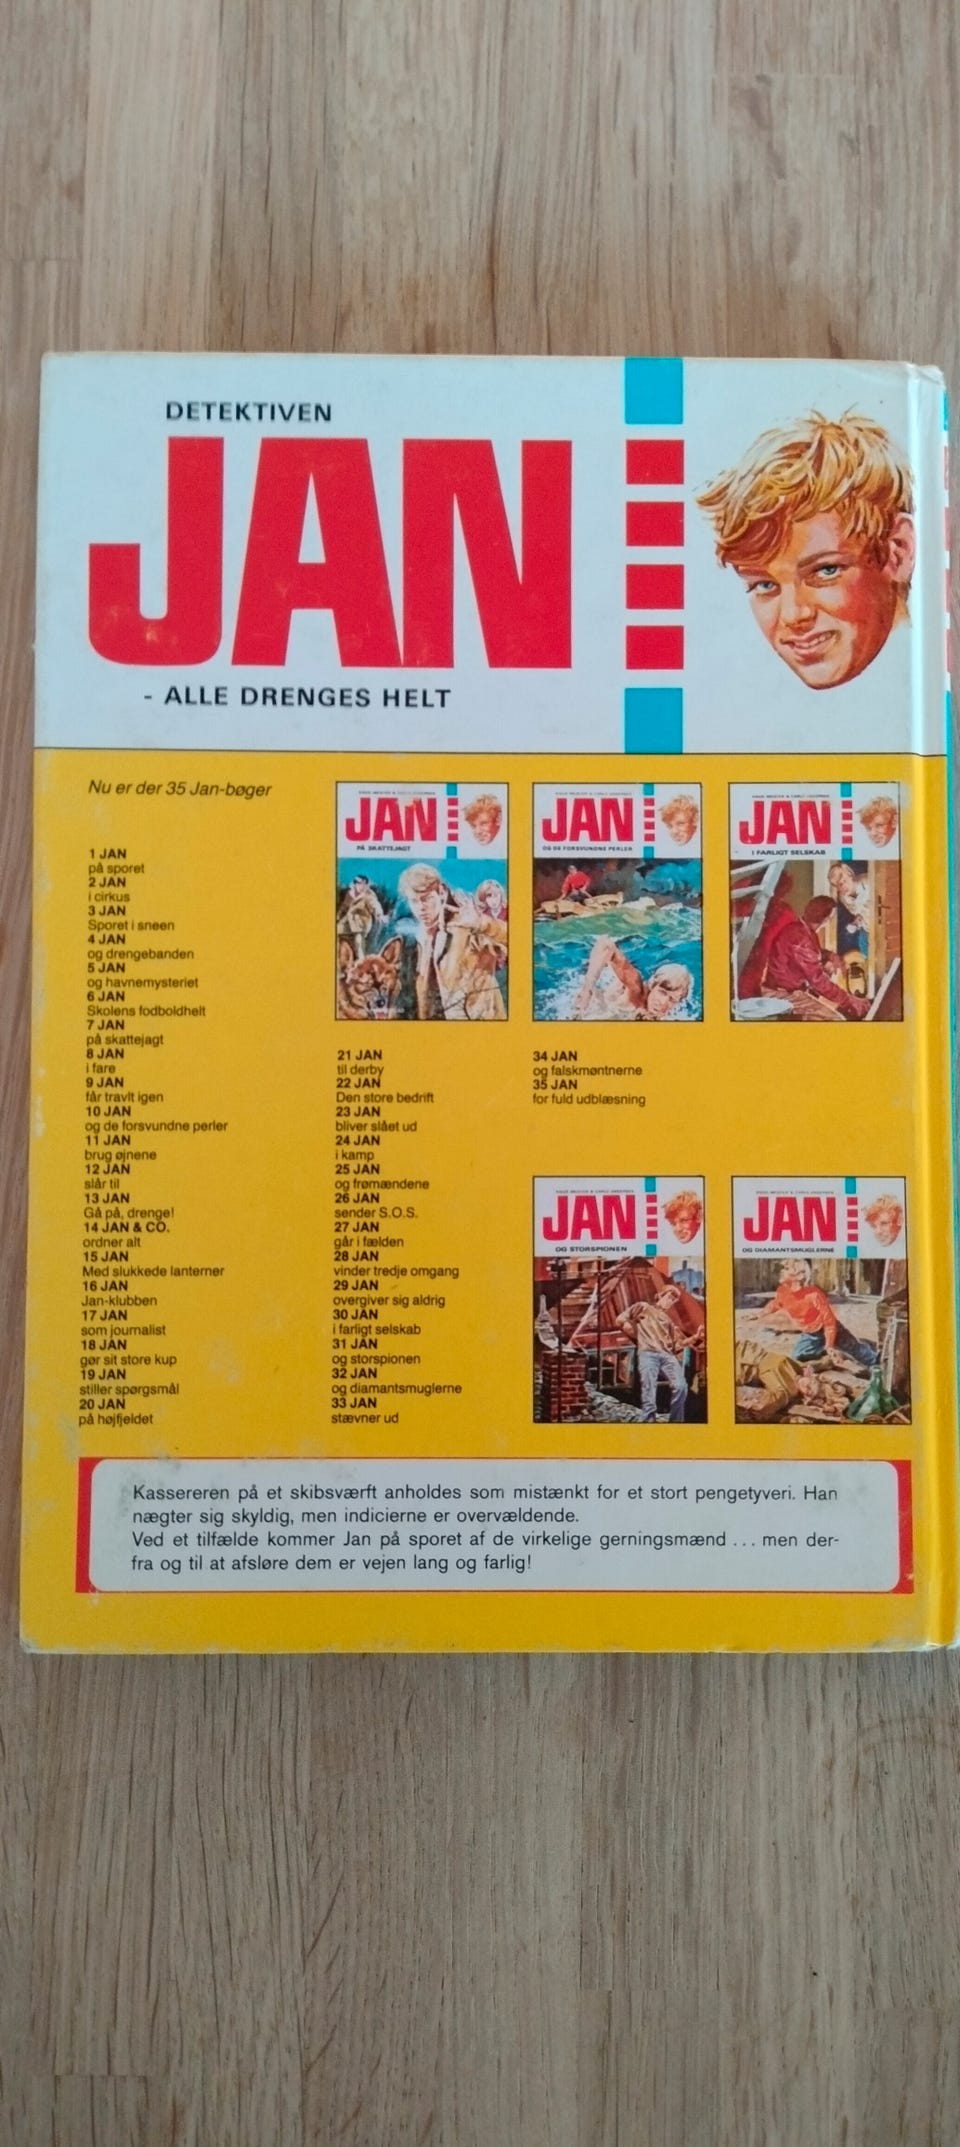 DETEKTIVEN
JAN
- ALLE DRENGES HELT
Nu er der 35 Jan-bøger
1 JAN
på sporet
2 JAN
i cirkus
3 JAN
Sporet i sneen
4 JAN
og drengebanden
5 JAN
og havnemysteriet
6 JAN
Skolens fodboldhelt
7 JAN
på skattejagt
8 JAN
i fare
9 JAN
får travlt igen
10 JAN
og de forsvundne perler
11 JAN
brug øjnene
12 JAN
slår til
13 JAN
Gå på, drenge!
14 JAN & CO.
ordner alt
15 JAN
Med slukkede lanterner
16 JAN
Jan-klubben
17 JAN
som journalist
18 JAN
gør sit store kup
19 JAN
stiller spørgsmål
20 JAN
på højfjeldet
21 JAN
til derby
22 JAN
Den store bedrift
23 JAN
bliver slået ud
24 JAN
i kamp
25 JAN
og frømændene
26 JAN
sender S.O.S.
27 JAN
går i fælden
28 JAN
vinder tredje omgang
29 JAN
overgiver sig aldrig
30 JAN
i farligt selskab
31 JAN
og storspionen
32 JAN
og diamantsmuglerne
33 JAN
stævner ud
34 JAN
og falskmøntnerne
35 JAN
for fuld udblæsning
JAN
PÅ SKATTEJAGT
JAN
OG DE FORSVUNDNE PERLER
JAN
I FARLIGT SELSKAB
JAN
OG STORSPIONEN
JAN
OG DIAMANTSMUGLERNE
Kassereren på et skibsværft anholdes som mistænkt for et stort pengetyveri. Han
nægter sig skyldig, men indicierne er overvældende.
Ved et tilfælde kommer Jan på sporet af de virkelige gerningsmænd ... men der-
fra og til at afsløre dem er vejen lang og farlig!